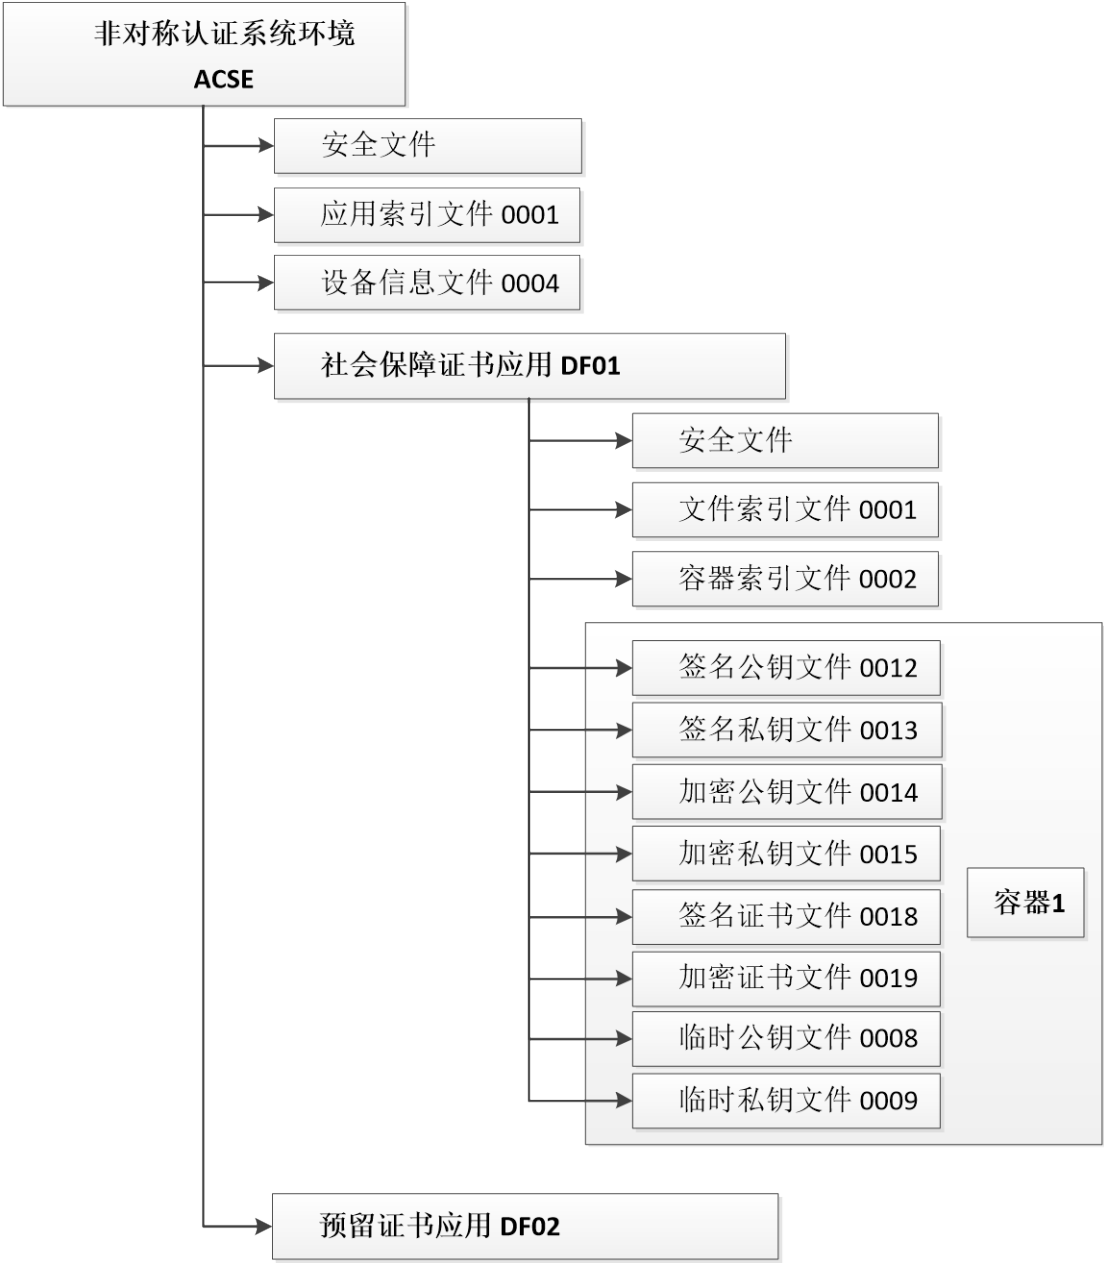 非对称认证系统环境
ACSE
安全文件
应用索引文件 0001
设备信息文件 0004
社会保障证书应用 DF01
安全文件
文件索引文件 0001
容器索引文件 0002
签名公钥文件 0012
签名私钥文件 0013
加密公钥文件 0014
加密私钥文件 0015
签名证书文件 0018
容器1
加密证书文件 0019
临时公钥文件 0008
临时私钥文件 0009
预留证书应用 DF02